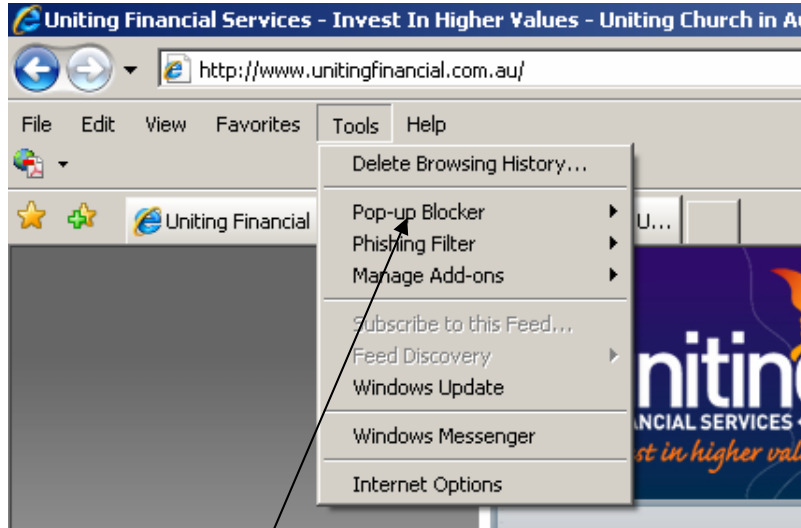 Uniting Financial Services - Invest In Higher Values - Uniting Church in
http://www.unitingfinancial.com.au/
File Edit View Favorites Tools Help
Delete Browsing History...
Pop-up Blocker
Uniting Financial
U...
Phishing Filter
Manage Add-ons
Subscribe to this Feed...
Feed Discovery
Windows Update
Windows Messenger
Internet Options
nitin
NCIAL SERVICES
st in higher val